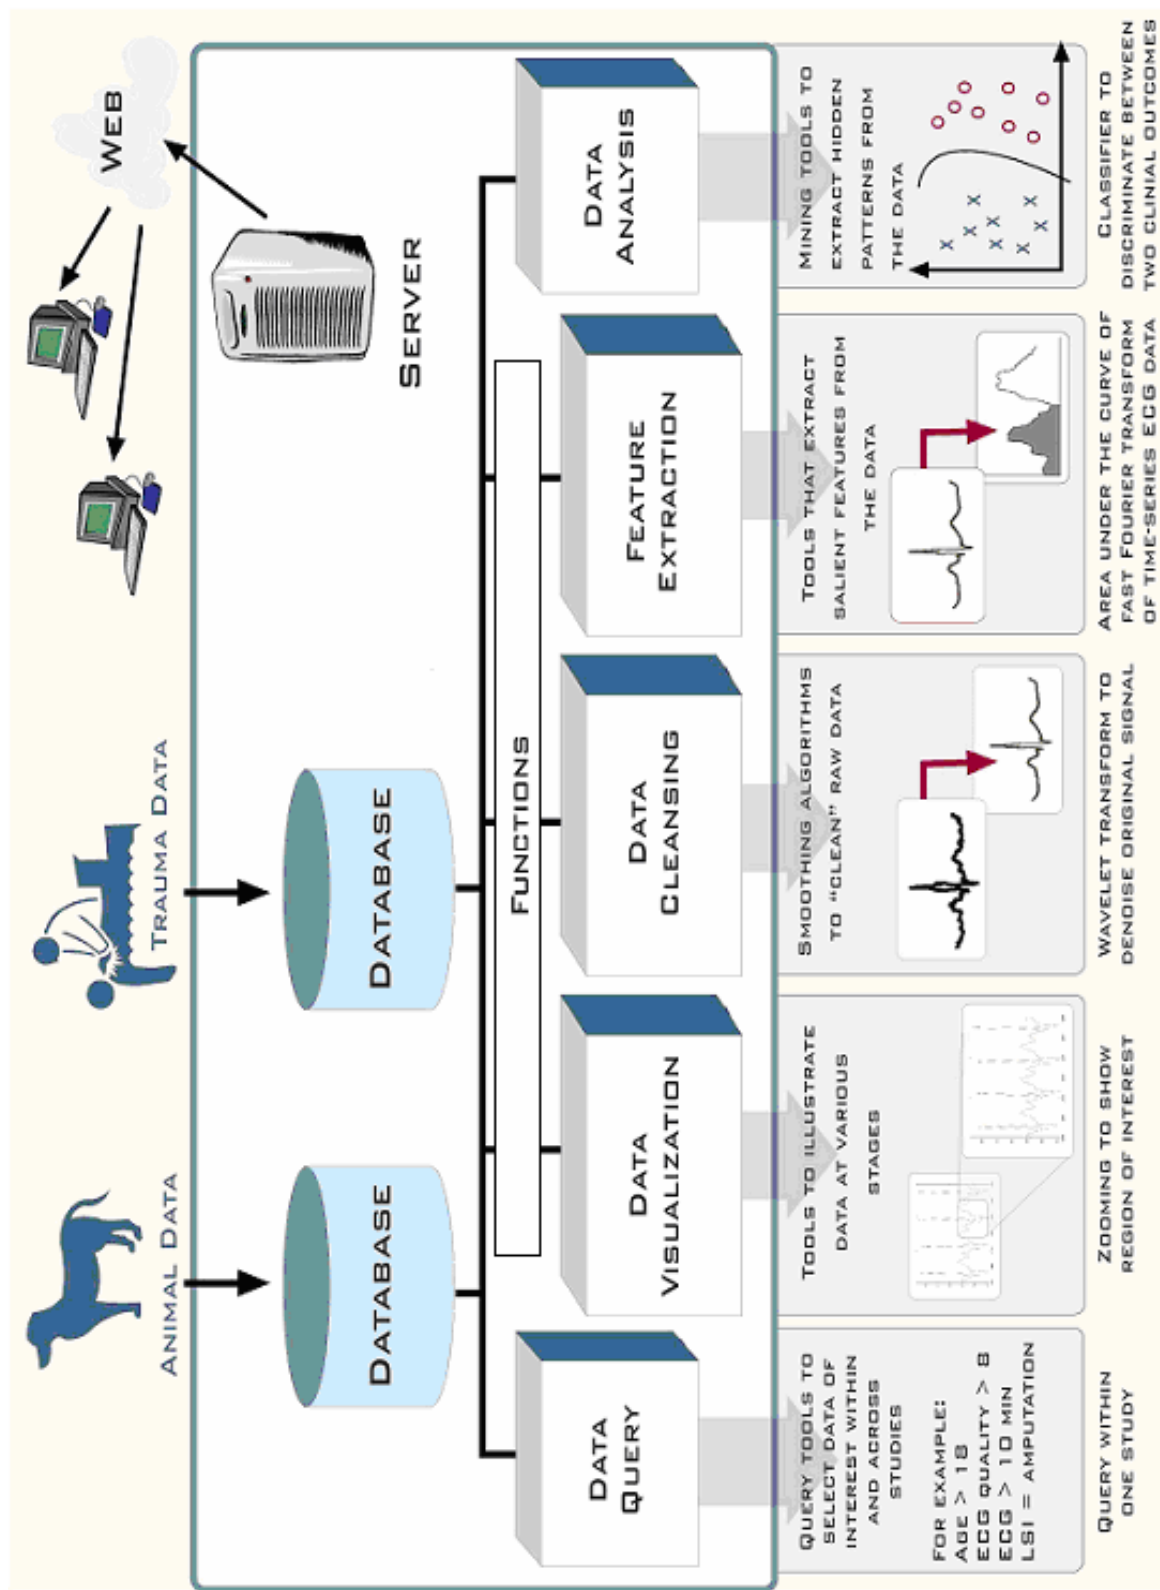 ANIMAL DATA
TRAUMA DATA
WEB
SERVER
DATABASE
DATABASE
FUNCTIONS
DATA
QUERY
DATA
VISUALIZATION
DATA
CLEANSING
FEATURE
EXTRACTION
DATA
ANALYSIS
QUERY TOOLS TO
SELECT DATA OF
INTEREST WITHIN
AND ACROSS
STUDIES
FOR EXAMPLE:
AGE > 18
ECG QUALITY > 8
ECG > 10 MIN
LSI = AMPUTATION
TOOLS TO ILLUSTRATE
DATA AT VARIOUS
STAGES
SMOOTHING ALGORITHMS
TO "CLEAN" RAW DATA
TOOLS THAT EXTRACT
SALIENT FEATURES FROM
THE DATA
MINING TOOLS TO
EXTRACT HIDDEN
PATTERNS FROM
THE DATA
QUERY WITHIN
ONE STUDY
ZOOMING TO SHOW
REGION OF INTEREST
WAVELET TRANSFORM TO
DENOISE ORIGINAL SIGNAL
AREA UNDER THE CURVE OF
FAST FOURIER TRANSFORM
OF TIME-SERIES ECG DATA
CLASSIFIER TO
DISCRIMINATE BETWEEN
TWO CLINIAL OUTCOMES